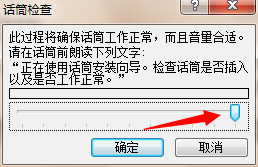 话筒检查
此过程将确保话筒工作正常，而且音量合适。
请在话筒前朗读下列文字：
“正在使用话筒安装向导。检查话筒是否插入
以及是否工作正常。”
确定
取消